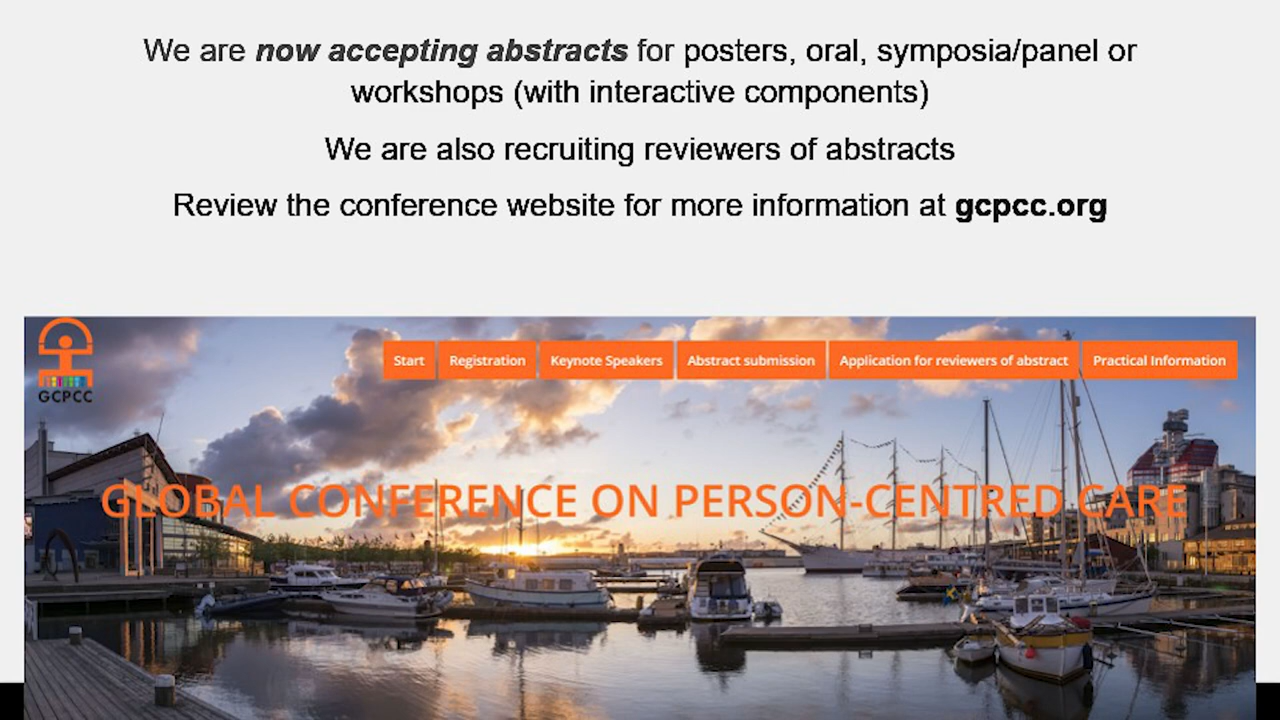 We are now accepting abstracts for posters, oral, symposia/panel or
workshops (with interactive components)
We are also recruiting reviewers of abstracts
Review the conference website for more information at gcpcc.org
GCPCC
Start
Registration
Keynote Speakers
Abstract submission
Application for reviewers of abstract
Practical Information
GLOBAL CONFERENCE ON PERSON-CENTRED CARE